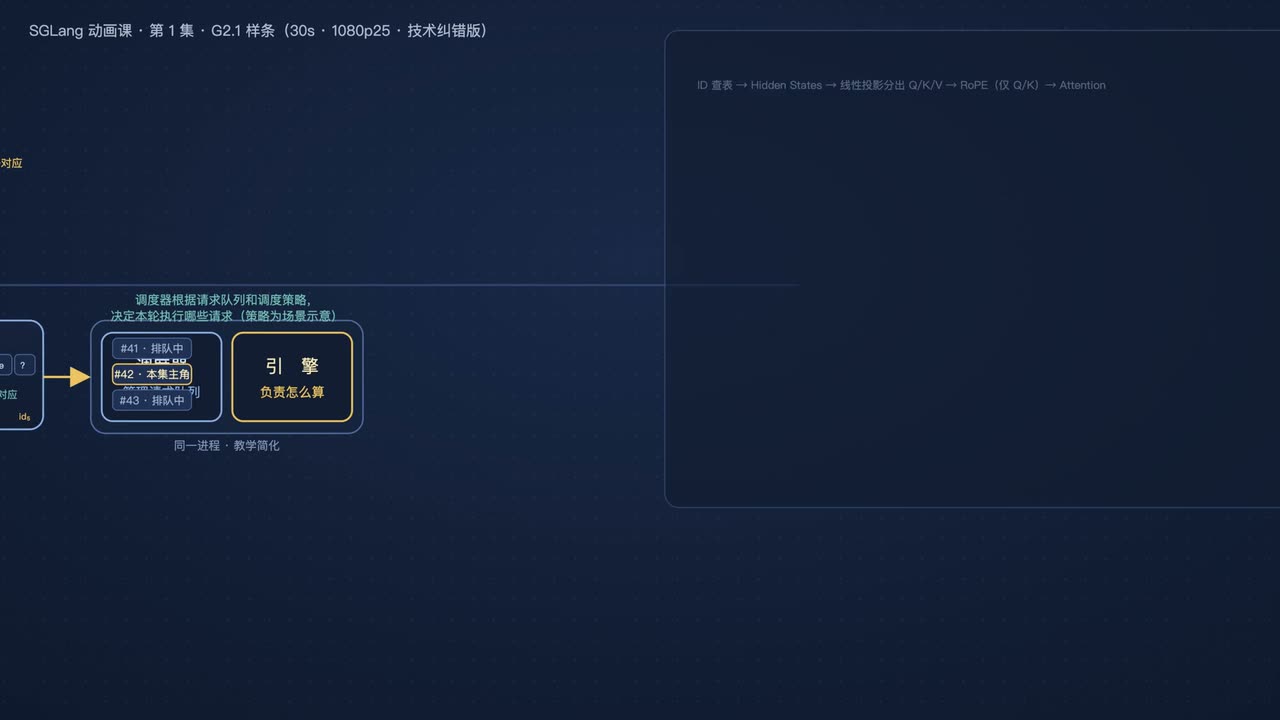 SGLang 动画课 · 第 1 集 · G2.1 样条（30s · 1080p25 · 技术纠错版）
ID 查表 → Hidden States → 线性投影分出 Q/K/V → RoPE（仅 Q/K）→ Attention
对应
调度器根据请求队列和调度策略，
决定本轮执行哪些请求（策略为场景示意）
#41 · 排队中
#42 · 本集主角
#43 · 排队中
引 擎
负责怎么算
?
对应
ids
同一进程 · 教学简化